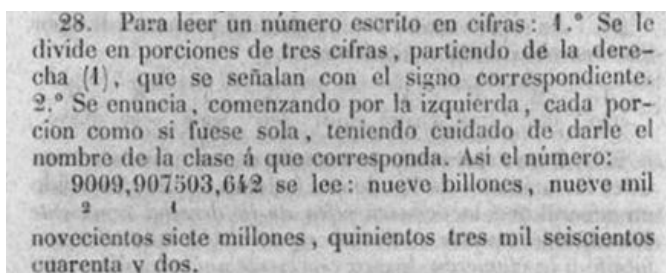 28. Para leer un número escrito en cifras: 1.° Se le
divide en porciones de tres cifras, partiendo de la dere-
cha (1), que se señalan con el signo correspondiente.
2.° Se enuncia, comenzando por la izquierda, cada por-
cion como si fuese sola, teniendo cuidado de darle el
nombre de la clase á que corresponda. Asi el número:
9009,907503,642 se lee: nueve billones, nueve mil
2 1
novecientos siete millones, quinientos tres mil seiscientos
cuarenta y dos.